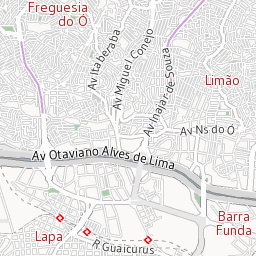 Freguesia
do Ó
Av Itaberaba
Av Miguel Conejo
Av Inajar de Souza
Limão
Av Ns do Ó
Av Otaviano Alves de Lima
Barra
Funda
Lapa
R Guaicurus